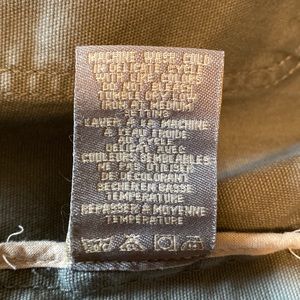 MACHINE WASH COLD
ON DELICATE CYCLE
WITH LIKE COLORS
DO NOT BLEACH
TUMBLE DRY LOW
IRON AT MEDIUM
SETTING
LAVER A LA MACHINE
A EAU FROIDE
AU CYCLE
DELICAT AVEC
COULEURS SEMBLABLES
NE PAS UTILISER
DE DECOLORANT
SECHER EN BASSE
TEMPERATURE
REPASSER A MOYENNE
TEMPERATURE